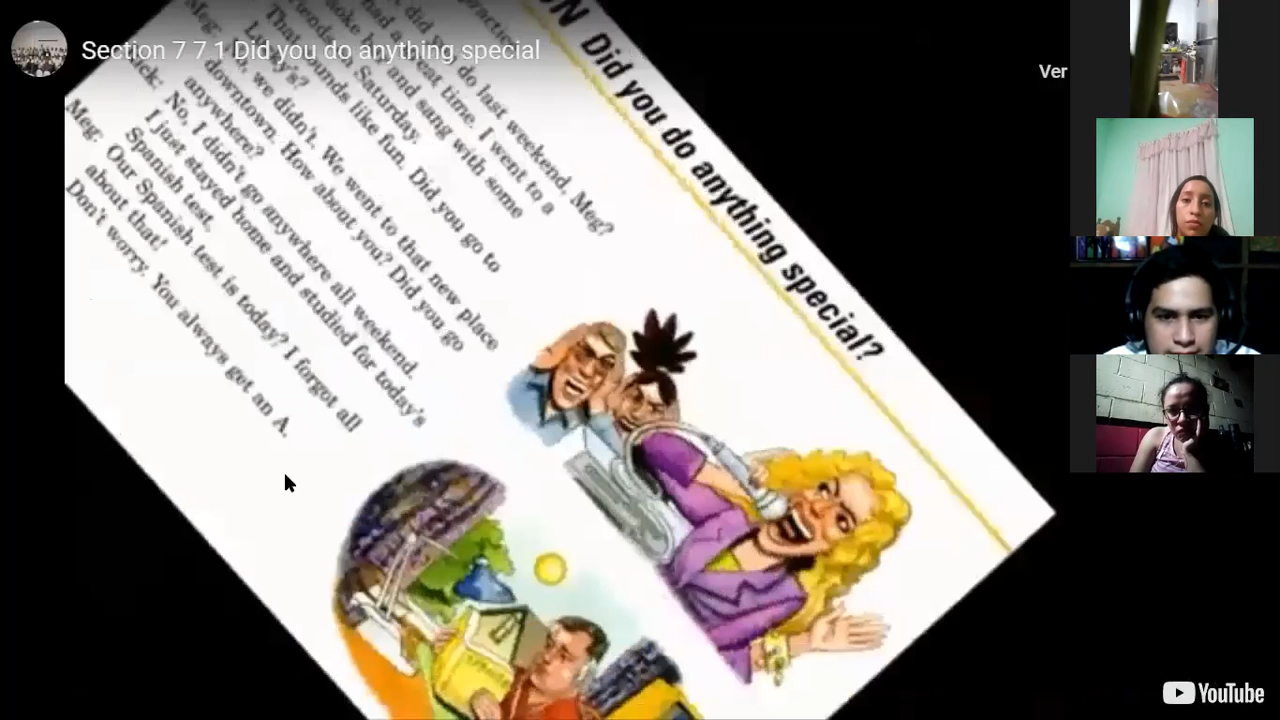 Section 7 7 1 Did you do anything special
Ver
N Did you do anything special?
do last weekend, Meg?
time. I went to a
and sang with some
Saturday.
That sounds like fun. Did you go to
we didn't. We went to that new place
downtown. How about you? Did you go
anywhere?
No, I didn't go anywhere all weekend.
I just stayed home and studied for today's
Spanish test.
Meg: Our Spanish test is today? I forgot all
about that!
Don't worry. You always get an A.
YouTube